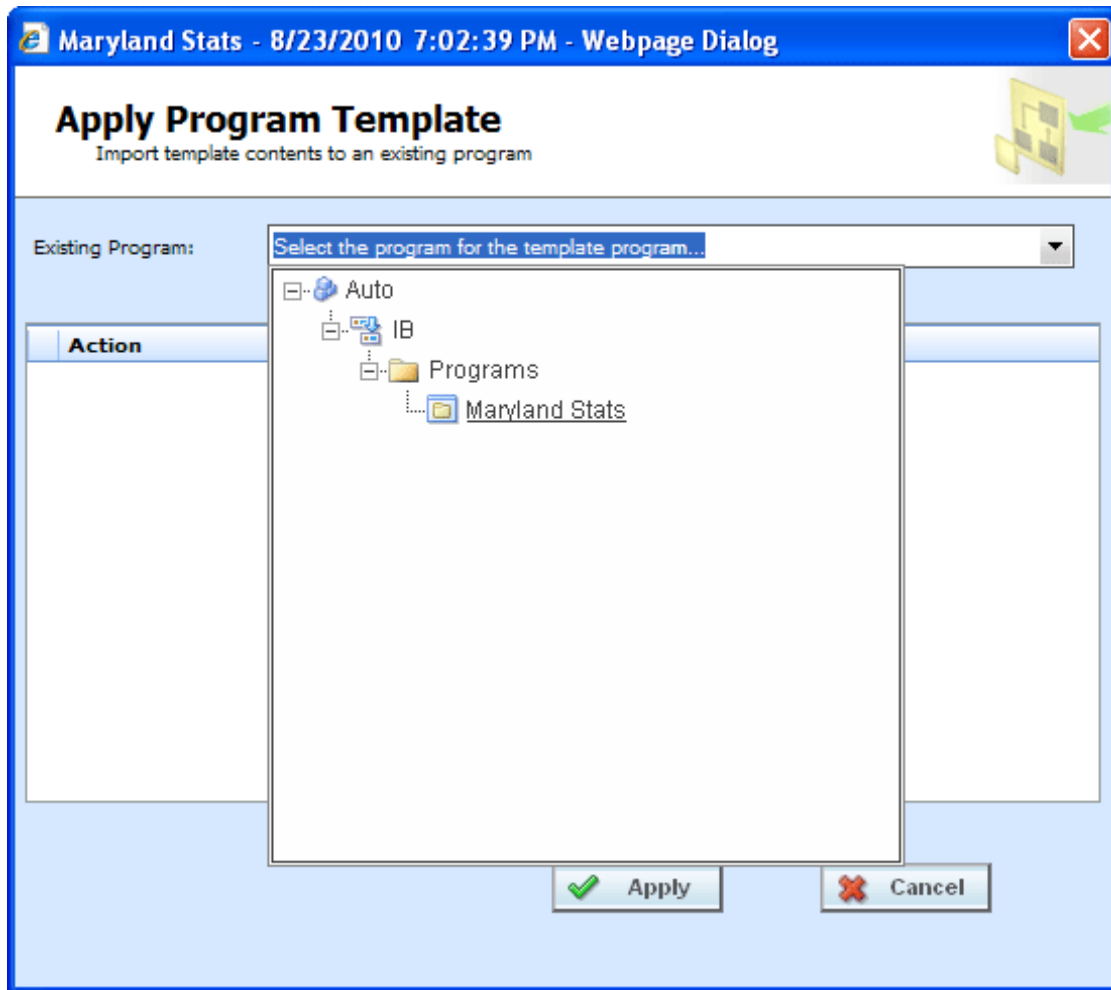 Maryland Stats - 8/23/2010 7:02:39 PM - Webpage Dialog
Apply Program Template
Import template contents to an existing program
Existing Program:
Select the program for the template program...
Auto
IB
Programs
Maryland Stats
Action
Apply
Cancel